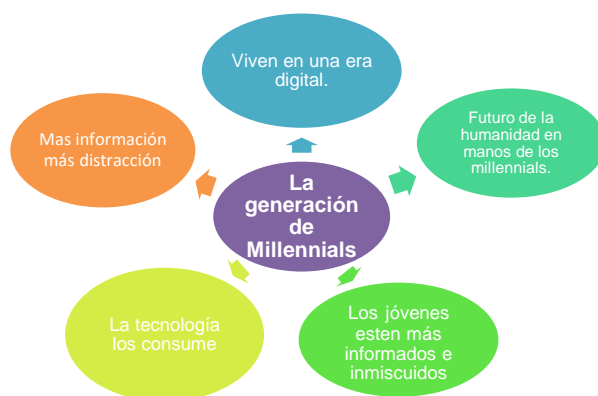 Viven en una era
digital.
Mas información
más distracción
Futuro de la
humanidad en
manos de los
millennials.
La
generación
de
Millennials
La tecnología
los consume
Los jóvenes
esten más
informados e
inmiscuidos